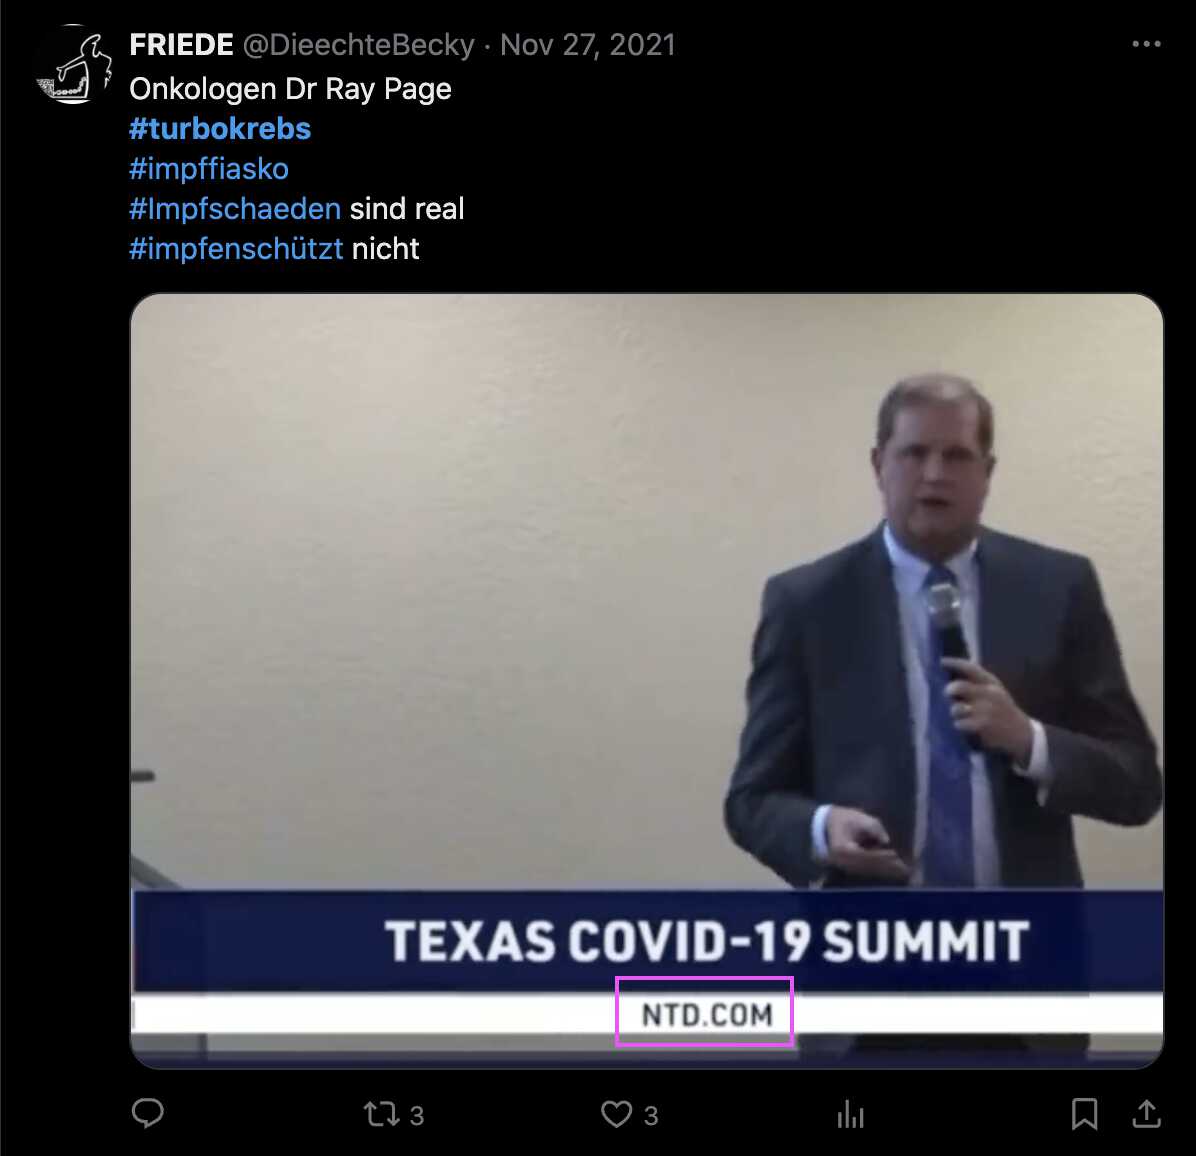 FRIEDE @DieechteBecky · Nov 27, 2021
Onkologen Dr Ray Page
#turbokrebs
#impffiasko
#Impfschaeden sind real
#impfenschützt nicht
TEXAS COVID-19 SUMMIT
NTD.COM
3
3